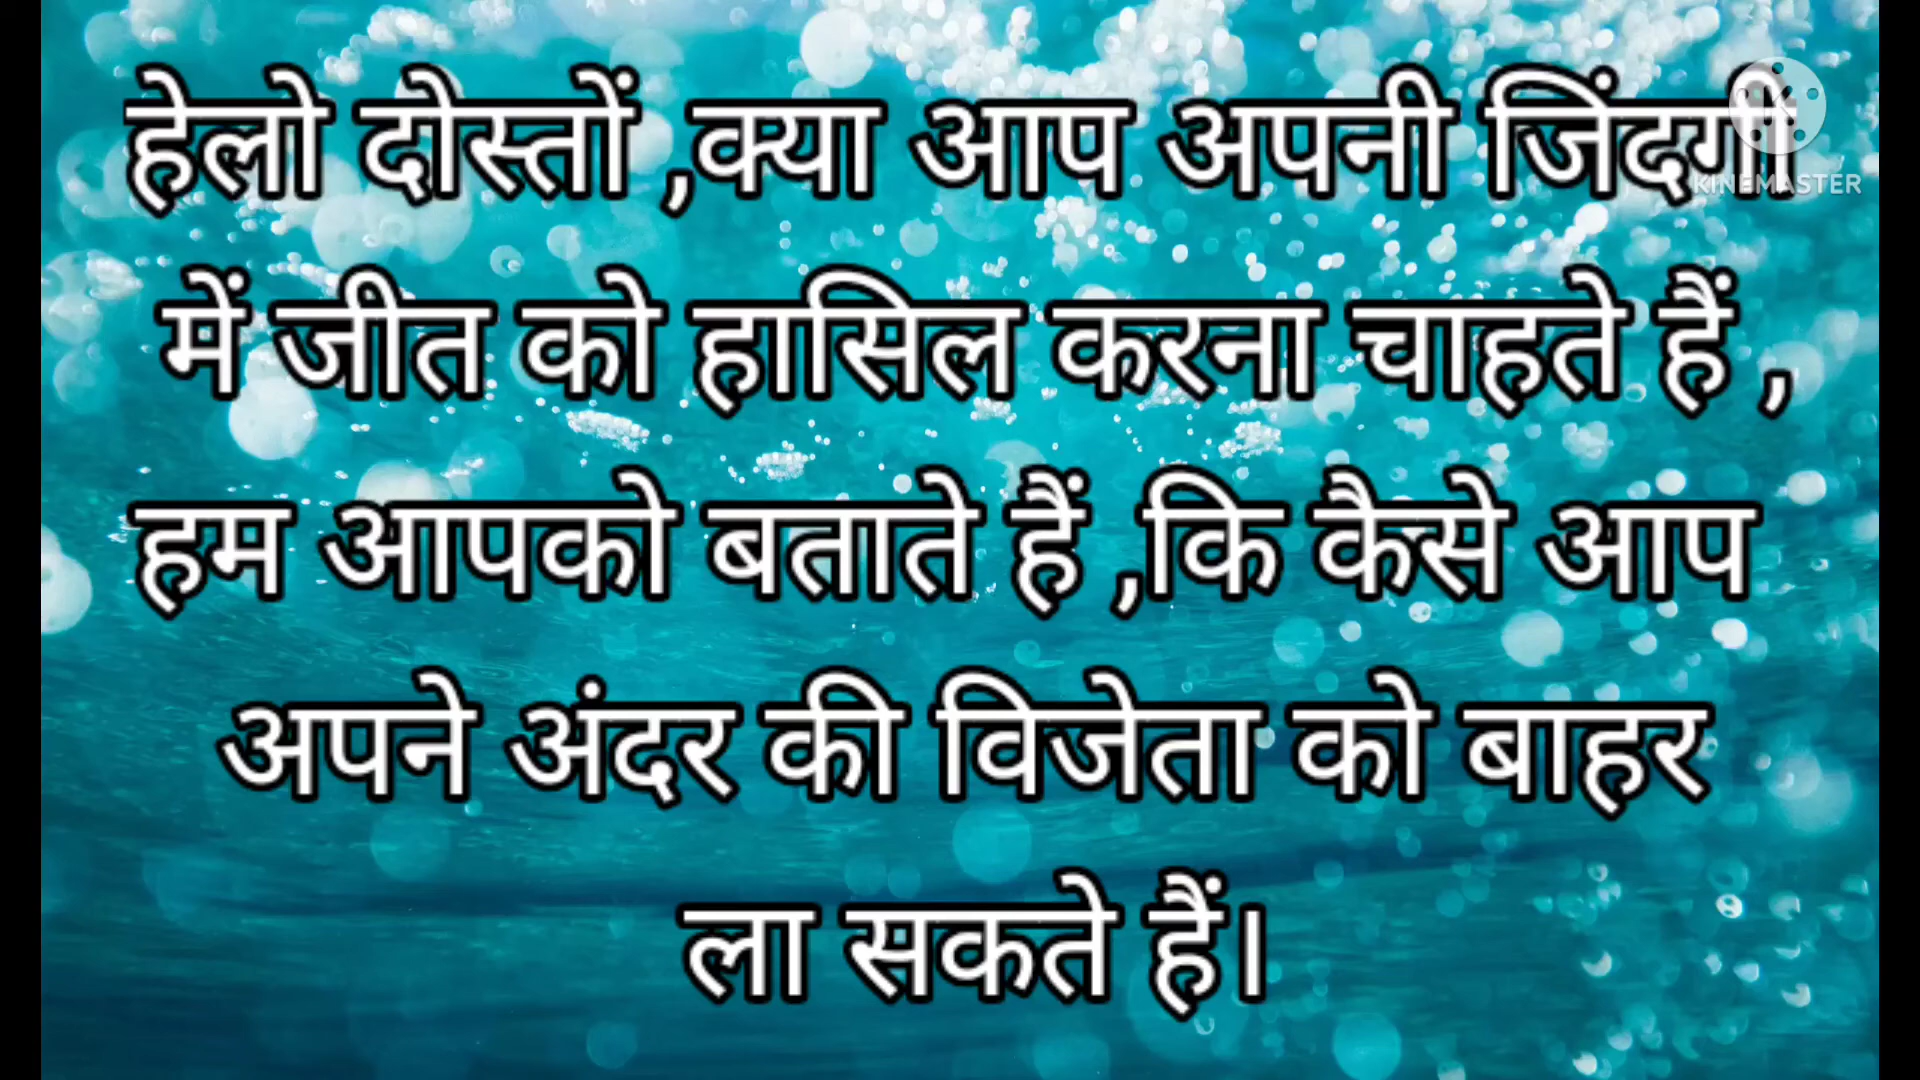 हेलो दोस्तों ,क्या आप अपनी जिंदगी
KINEMASTER
में जीत को हासिल करना चाहते हैं ,
हम आपको बताते हैं ,कि कैसे आप
अपने अंदर की विजेता को बाहर
ला सकते हैं।